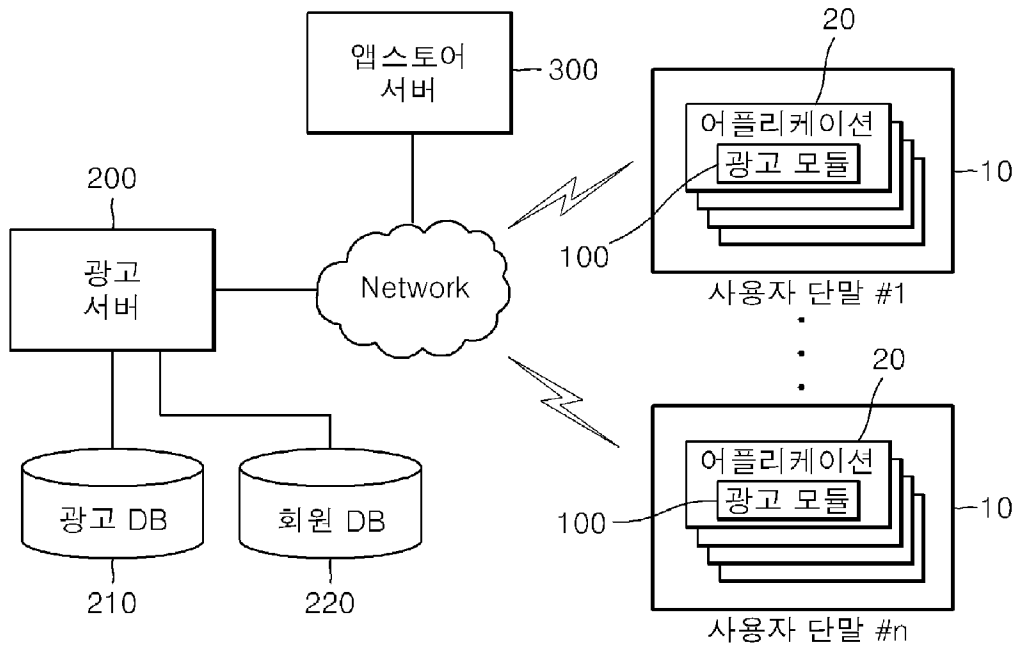 앱스토어
서버
300
20
어플리케이션
광고 모듈
10
100
사용자 단말 #1
200
광고
서버
Network
20
어플리케이션
광고 모듈
10
100
사용자 단말 #n
광고 DB
회원 DB
210
220